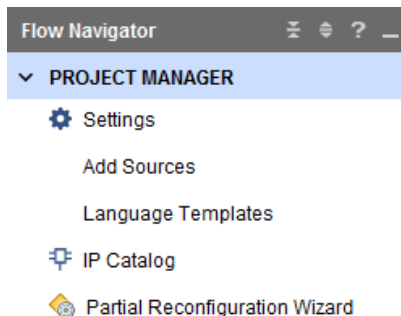 Flow Navigator ?
PROJECT MANAGER
Settings
Add Sources
Language Templates
IP Catalog
Partial Reconfiguration Wizard